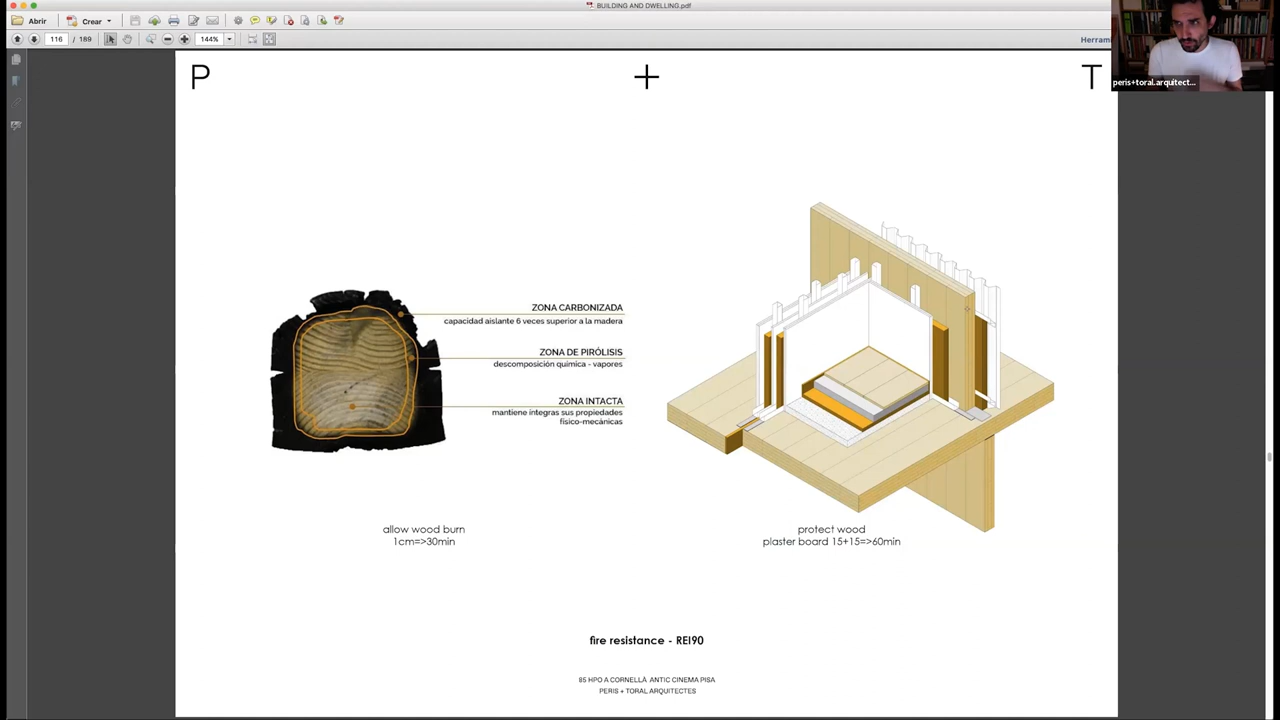 BUILDING AND DWELLING.pdf
Abrir
Crear
116 / 189
144%
Herrami
peris+toral.arquitect...
P + T
ZONA CARBONIZADA
capacidad aislante 6 veces superior a la madera
ZONA DE PIRÓLISIS
descomposición química - vapores
ZONA INTACTA
mantiene íntegras sus propiedades
físico-mecánicas
allow wood burn
1cm=>30min
protect wood
plaster board 15+15=>60min
fire resistance - REI90
85 HPO A CORNELLÀ ANTIC CINEMA PISA
PERIS + TORAL ARQUITECTES